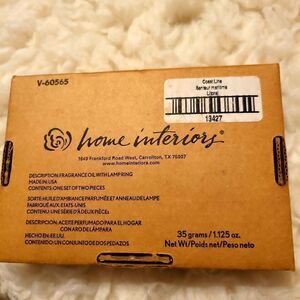 V-60565
Coast Line
Senteur maritime
Litoral
13427
home interiors®
1649 Frankford Road West, Carrollton, TX 75007
www.homeinteriors.com
DESCRIPTION: FRAGRANCE OIL WITH LAMP RING
MADE IN USA
CONTENTS: ONE SET OF TWO PIECES
SORTE: HUILE D'AMBIANCE PARFUMÉE ET ANNEAU DE LAMPE
FABRIQUÉ AUX ÉTATS-UNIS
CONTENU: UNE SÉRIE À DEUX PIÈCES
DESCRIPCIÓN: ACEITE PERFUMADO PARA EL HOGAR
CON ARO DE LÁMPARA
HECHO EN EE.UU.
CONTENIDO: UN CONJUNTO DE DOS PIEZAS
35 grams / 1.125 oz.
Net Wt/Poids net/Peso neto